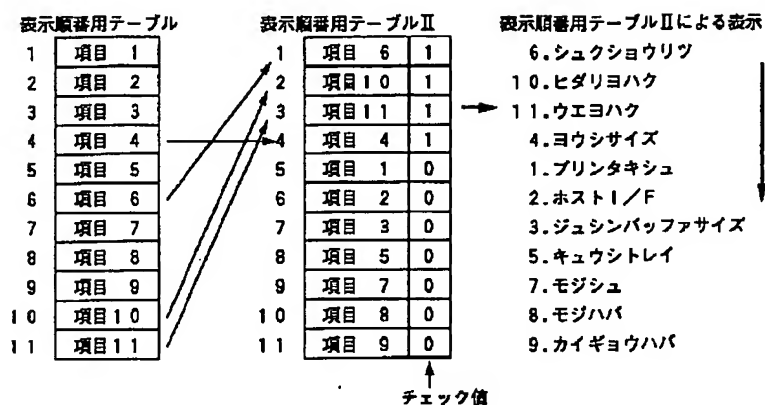 表示順番用テーブル
1 項目 1
2 項目 2
3 項目 3
4 項目 4
5 項目 5
6 項目 6
7 項目 7
8 項目 8
9 項目 9
10 項目10
11 項目11
表示順番用テーブルⅡ
1 項目 6 1
2 項目10 1
3 項目11 1
4 項目 4 1
5 項目 1 0
6 項目 2 0
7 項目 3 0
8 項目 5 0
9 項目 7 0
10 項目 8 0
11 項目 9 0
チェック値
表示順番用テーブルⅡによる表示
6.シュクショウリツ
10.ヒダリヨハク
11.ウエヨハク
4.ヨウシサイズ
1.プリンタキシュ
2.ホストI/F
3.ジュシンバッファサイズ
5.キュウシトレイ
7.モジシュ
8.モジハバ
9.カイギョウハバ